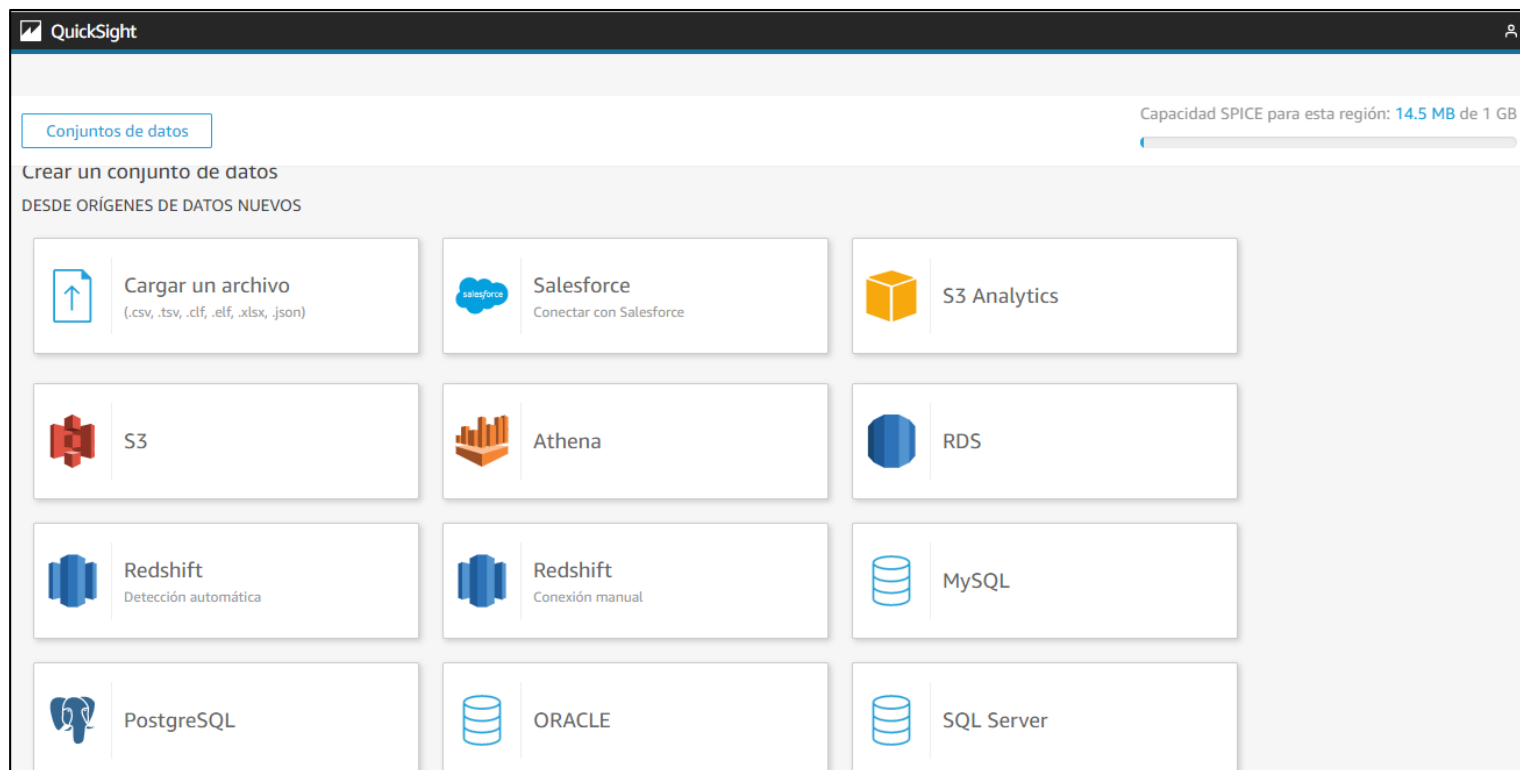 QuickSight
Capacidad SPICE para esta región: 14.5 MB de 1 GB
Conjuntos de datos
Crear un conjunto de datos
DESDE ORÍGENES DE DATOS NUEVOS
Cargar un archivo
(.csv, .tsv, .clf, .elf, .xlsx, .json)
salesforce
Salesforce
Conectar con Salesforce
S3 Analytics
S3
Athena
RDS
Redshift
Detección automática
Redshift
Conexión manual
MySQL
PostgreSQL
ORACLE
SQL Server